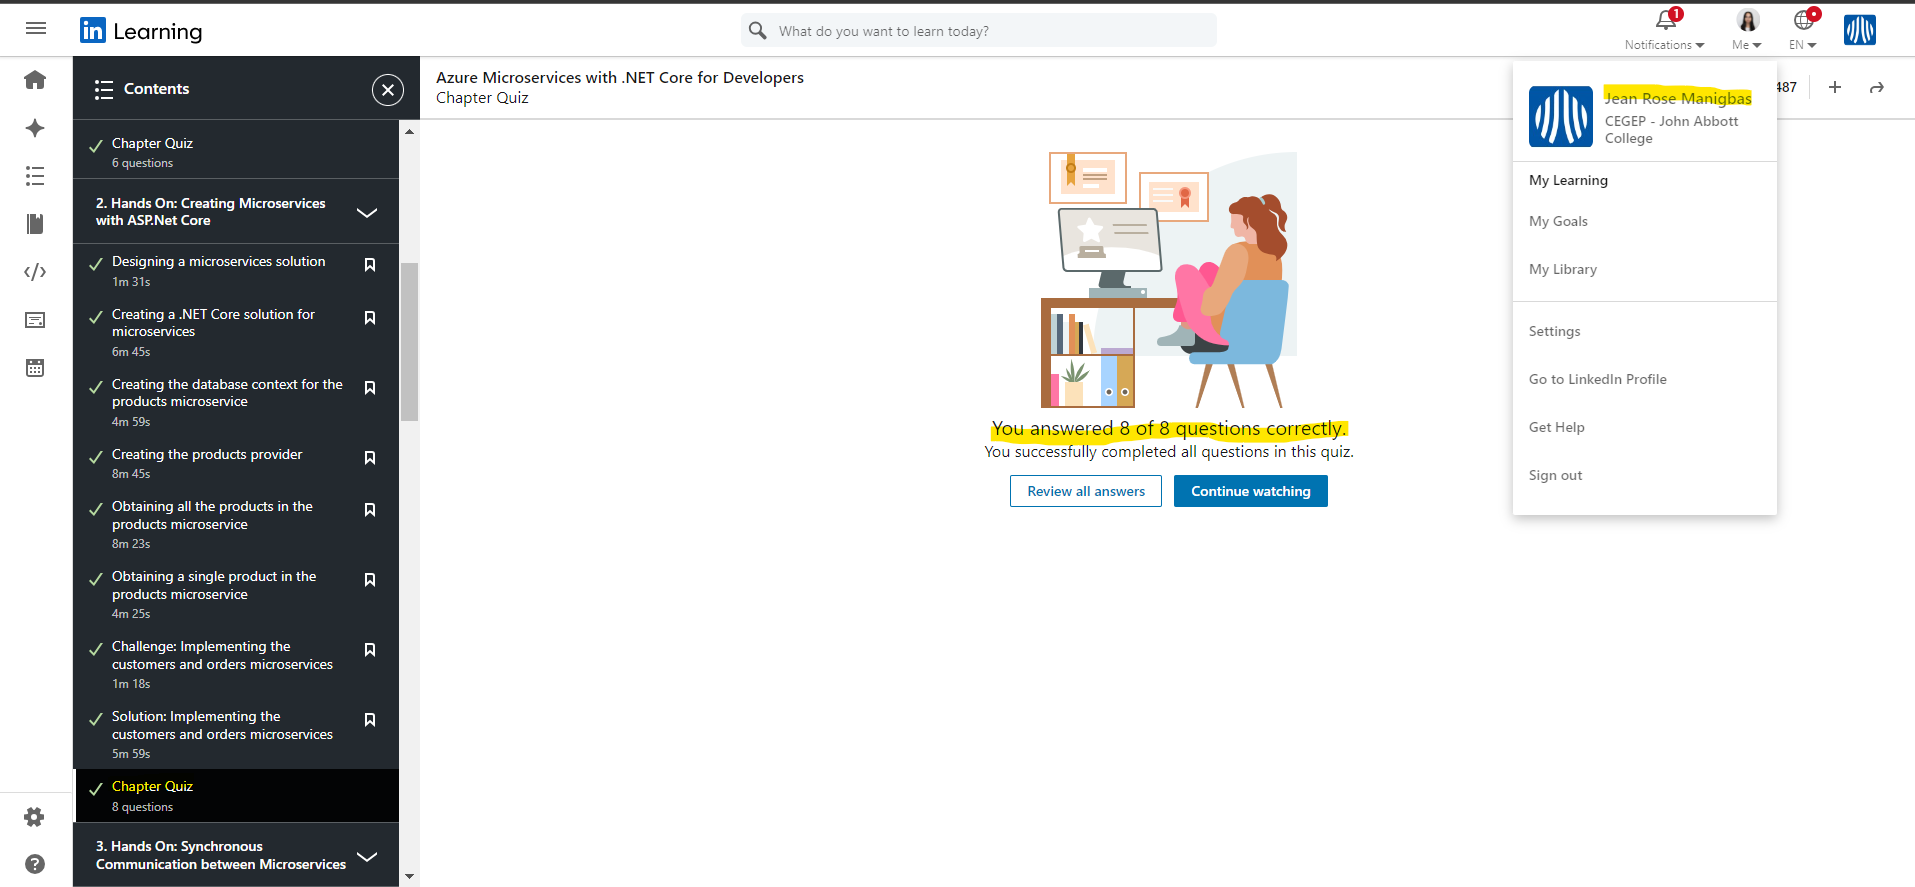 in Learning
What do you want to learn today?
1
Notifications
Me
EN
Contents
Chapter Quiz
6 questions
2. Hands On: Creating Microservices
with ASP.Net Core
Designing a microservices solution
1m 31s
Creating a .NET Core solution for
microservices
6m 45s
Creating the database context for the
products microservice
4m 59s
Creating the products provider
8m 45s
Obtaining all the products in the
products microservice
8m 23s
Obtaining a single product in the
products microservice
4m 25s
Challenge: Implementing the
customers and orders microservices
1m 18s
Solution: Implementing the
customers and orders microservices
5m 59s
Chapter Quiz
8 questions
3. Hands On: Synchronous
Communication between Microservices
Azure Microservices with .NET Core for Developers
Chapter Quiz
487
You answered 8 of 8 questions correctly.
You successfully completed all questions in this quiz.
Review all answers
Continue watching
Jean Rose Manigbas
CEGEP - John Abbott
College
My Learning
My Goals
My Library
Settings
Go to LinkedIn Profile
Get Help
Sign out